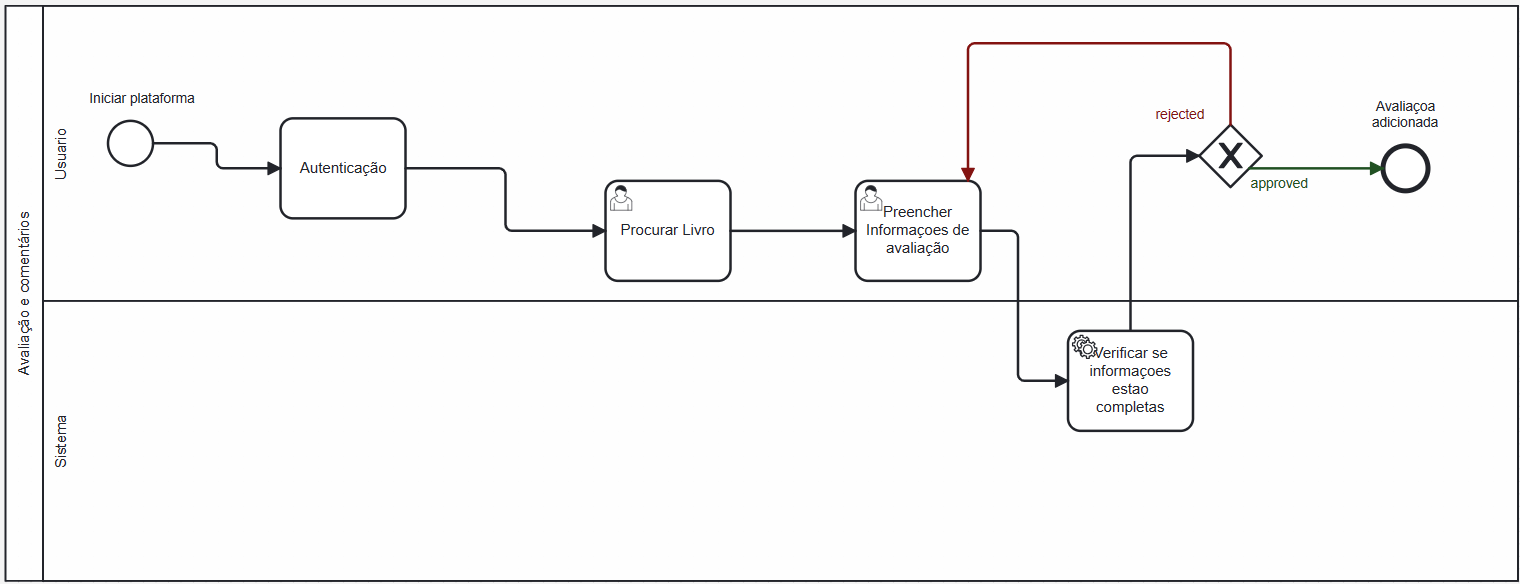 Avaliação e comentários
Usuario
Iniciar plataforma
Autenticação
Procurar Livro
Preencher
Informaçoes de
avaliação
rejected
approved
Avaliaçoa
adicionada
Sistema
Verificar se
informaçoes
estao
completas